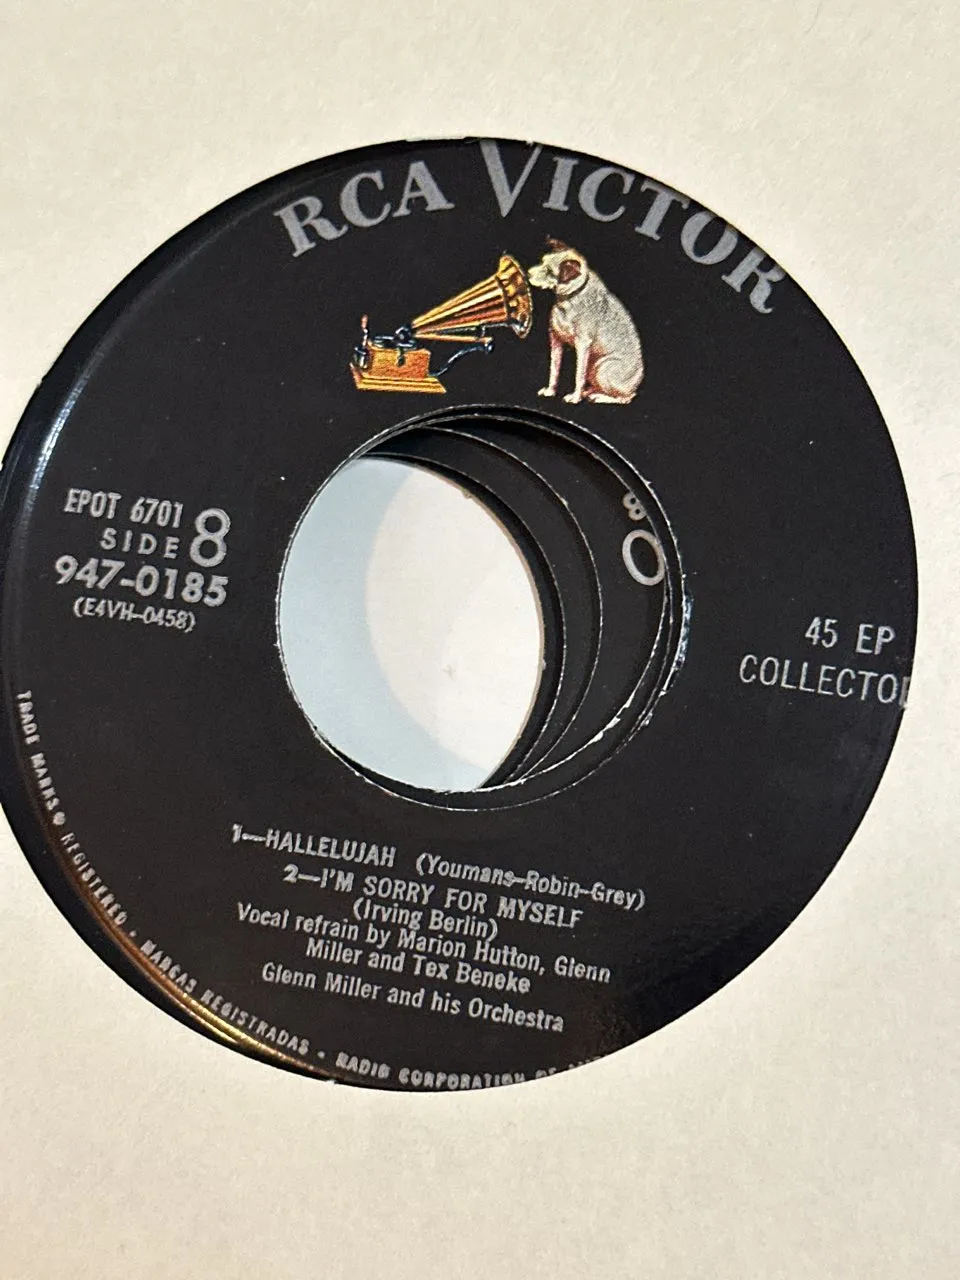 RCA VICTOR
EPOT 6701
SIDE 8
947-0185
(E4VH-0458)
45 EP
COLLECTO
1—HALLELUJAH (Youmans-Robin-Grey)
2—I'M SORRY FOR MYSELF
(Irving Berlin)
Vocal refrain by Marion Hutton, Glenn
Miller and Tex Beneke
Glenn Miller and his Orchestra
TRADE MARKS ® REGISTERED • MARCAS REGISTRADAS • RADIO CORPORATION OF
8